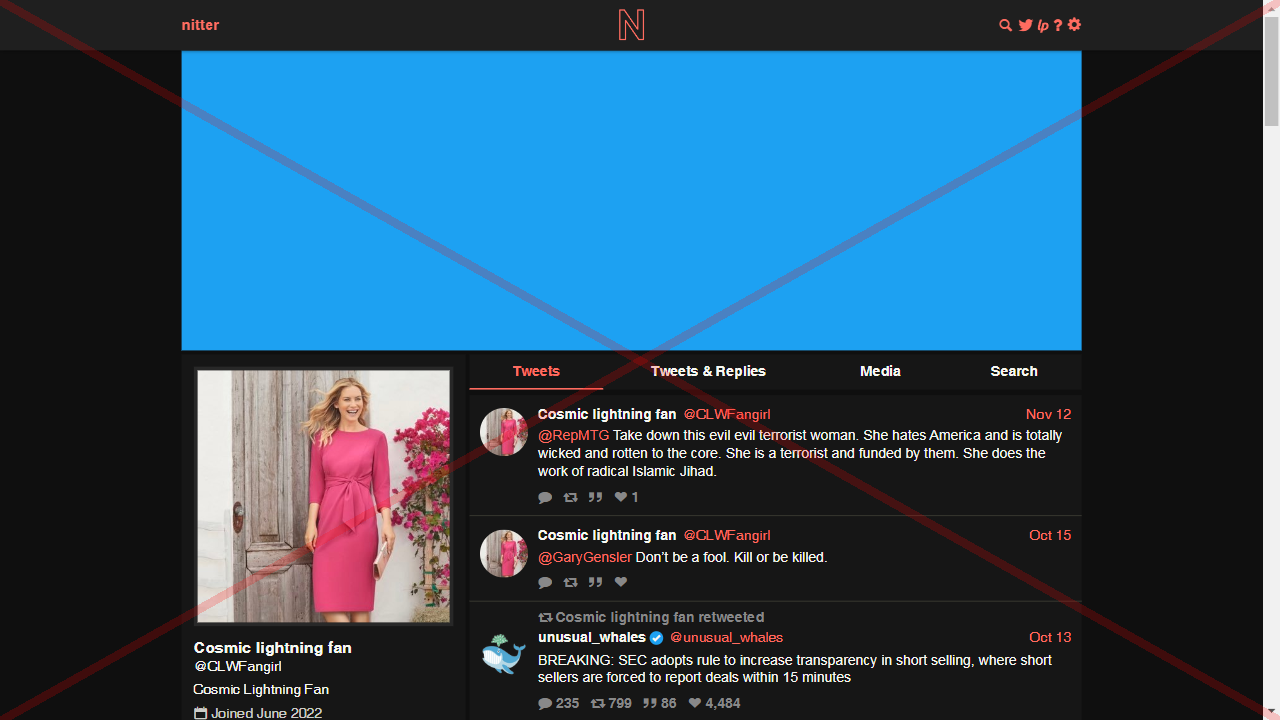 nitter
N
lp ?
Tweets
Tweets & Replies
Media
Search
Cosmic lightning fan @CLWFangirl
Nov 12
@RepMTG Take down this evil evil terrorist woman. She hates America and is totally
wicked and rotten to the core. She is a terrorist and funded by them. She does the
work of radical Islamic Jihad.
1
Cosmic lightning fan @CLWFangirl
Oct 15
@GaryGensler Don’t be a fool. Kill or be killed.
Cosmic lightning fan retweeted
unusual_whales @unusual_whales
Oct 13
BREAKING: SEC adopts rule to increase transparency in short selling, where short
sellers are forced to report deals within 15 minutes
235 799 86 4,484
Cosmic lightning fan
@CLWFangirl
Cosmic Lightning Fan
Joined June 2022